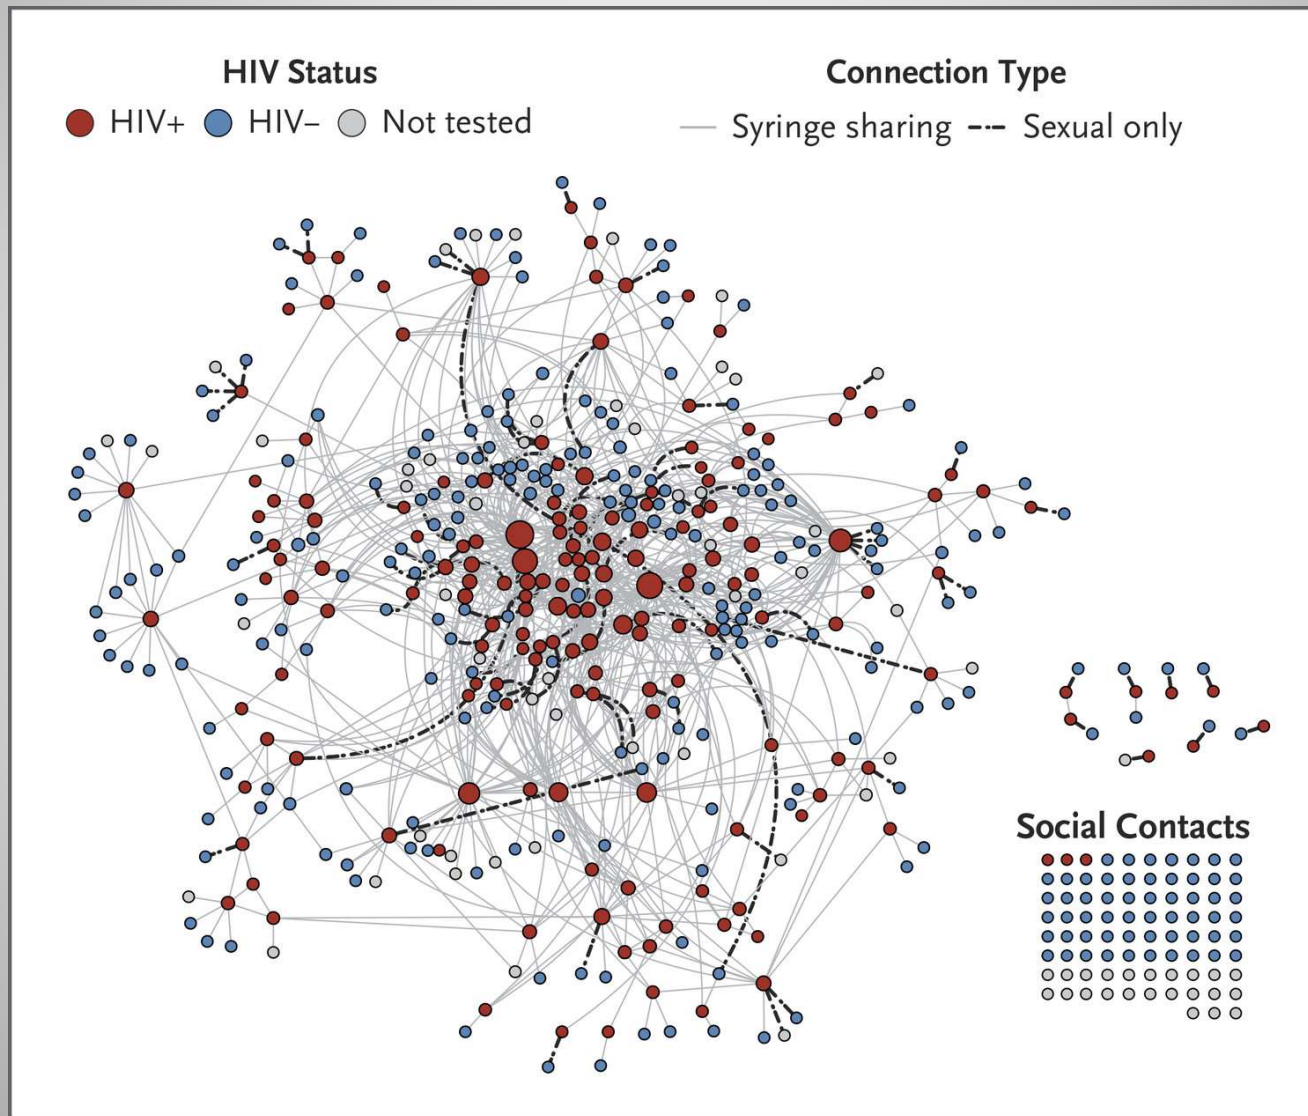 HIV Status
HIV+ HIV– Not tested
Connection Type
Syringe sharing Sexual only
Social Contacts